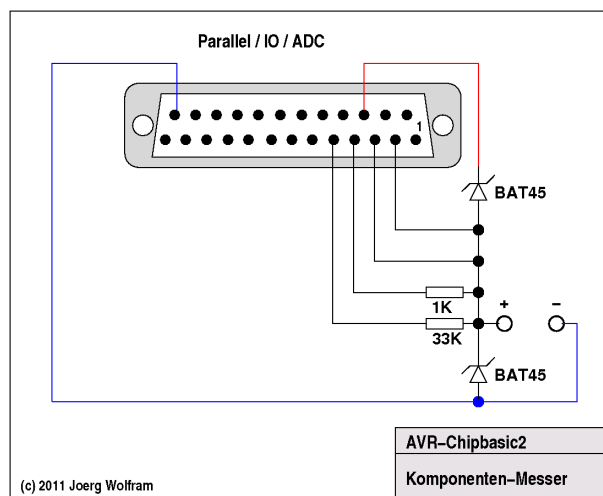 Parallel / IO / ADC
1
BAT45
1K
+ −
33K
BAT45
AVR−Chipbasic2
Komponenten−Messer
(c) 2011 Joerg Wolfram